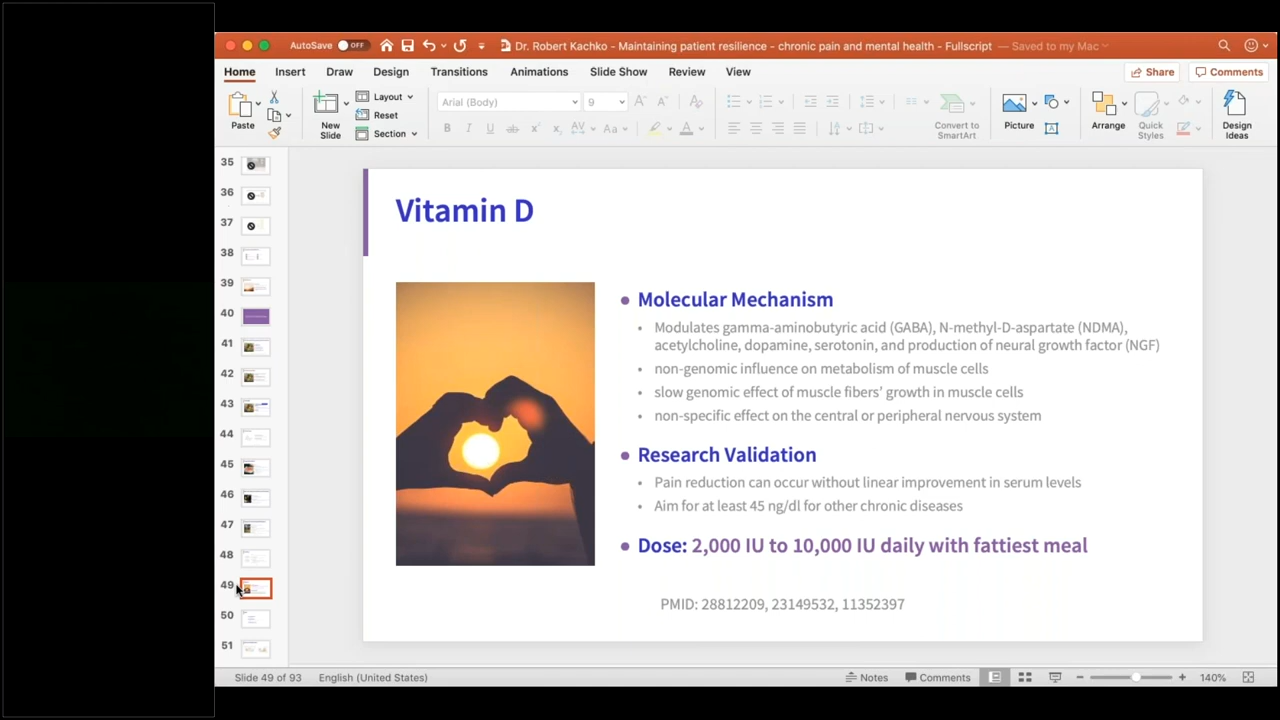 AutoSave OFF
Dr. Robert Kachko - Maintaining patient resilience - chronic pain and mental health - Fullscript — Saved to my Mac
Home Insert Draw Design Transitions Animations Slide Show Review View
Share Comments
Paste
New Slide
Layout
Reset
Section
Arial (Body) 9
B I U ab x² x₂ AV Aa A
Convert to SmartArt
Picture
Arrange
Quick Styles
Design Ideas
35
36
37
38
39
40
41
42
43
44
45
46
47
48
49
50
51
Vitamin D
• Molecular Mechanism
• Modulates gamma-aminobutyric acid (GABA), N-methyl-D-aspartate (NDMA),
acetylcholine, dopamine, serotonin, and production of neural growth factor (NGF)
• non-genomic influence on metabolism of muscle cells
• slow genomic effect of muscle fibers' growth in muscle cells
• non-specific effect on the central or peripheral nervous system
• Research Validation
• Pain reduction can occur without linear improvement in serum levels
• Aim for at least 45 ng/dl for other chronic diseases
• Dose: 2,000 IU to 10,000 IU daily with fattiest meal
PMID: 28812209, 23149532, 11352397
Slide 49 of 93 English (United States) Notes Comments 140%